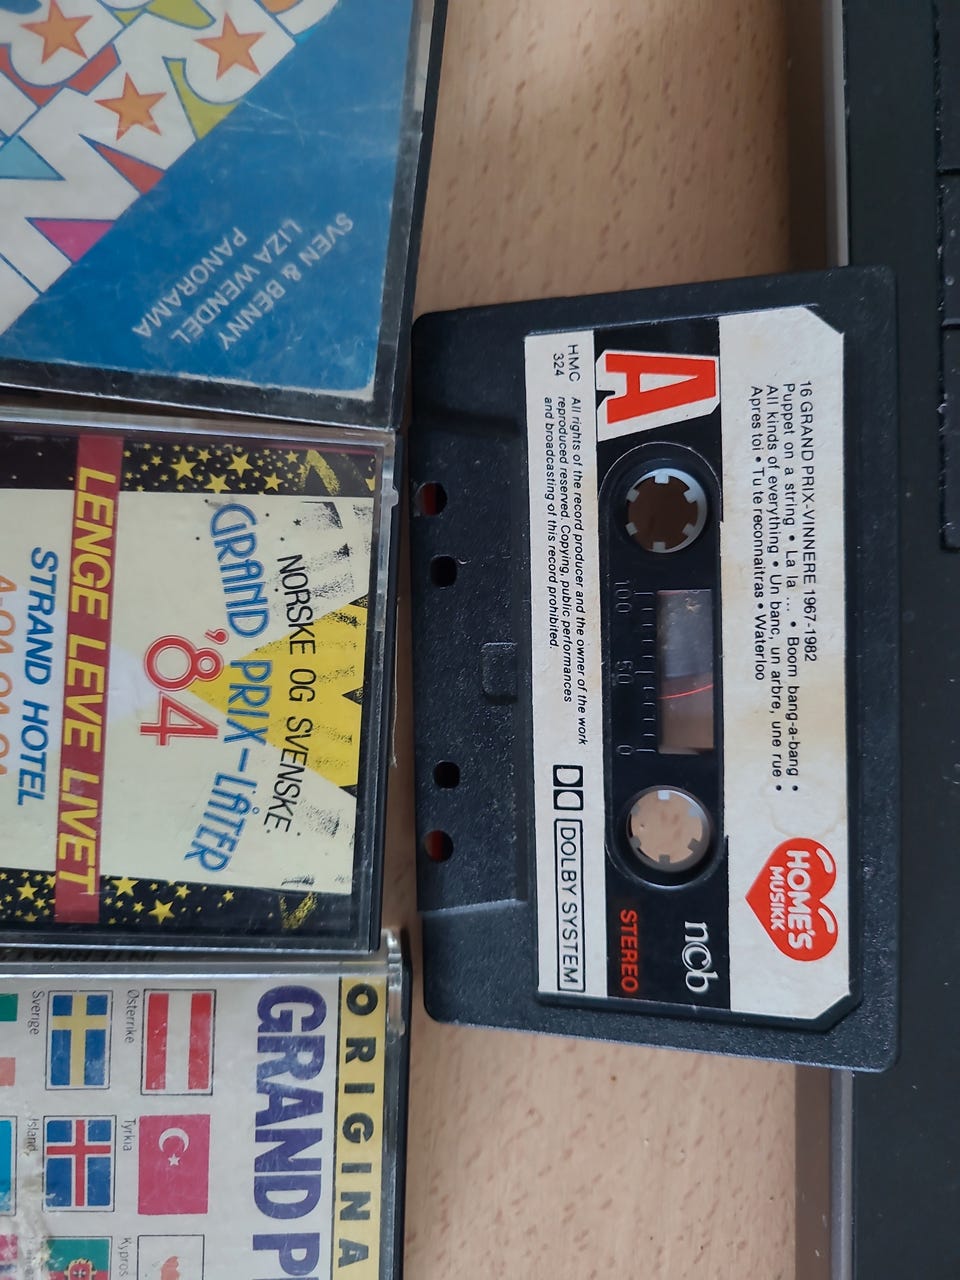 SVEN & BENNY
LIZA WENDEL
PANORAMA
NORSKE OG SVENSKE
GRAND PRIX-LÅTER
'84
LENGE LEVE LIVET
STRAND HOTEL
ORIGINA
GRAND P
Østerrike
Tyrkia
Kypros
Sverige
Island
16 GRAND PRIX-VINNERE 1967-1982
Puppet on a string • La la ... • Boom bang-a-bang •
All kinds of everything • Un banc, un arbre, une rue •
Apres toi • Tu te reconnaitras • Waterloo
HOME'S
MUSIKK
A
100 50 0
ncb
STEREO
HMC
324
All rights of the record producer and the owner of the work
reproduced reserved. Copying, public performances
and broadcasting of this record prohibited.
DOLBY SYSTEM